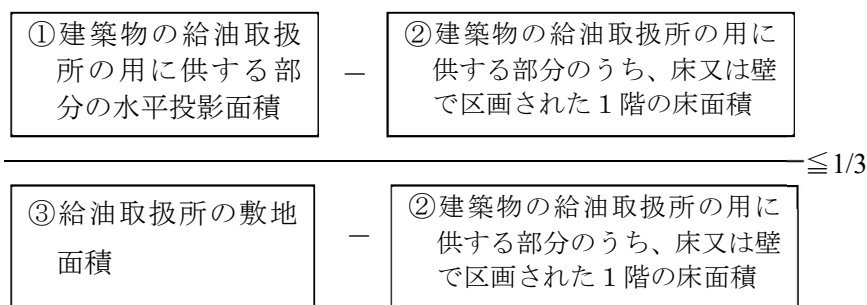 ①建築物の給油取扱
所の用に供する部
分の水平投影面積
－
②建築物の給油取扱所の用に
供する部分のうち、床又は壁
で区画された１階の床面積
≦1/3
③給油取扱所の敷地
面積
－
②建築物の給油取扱所の用に
供する部分のうち、床又は壁
で区画された１階の床面積